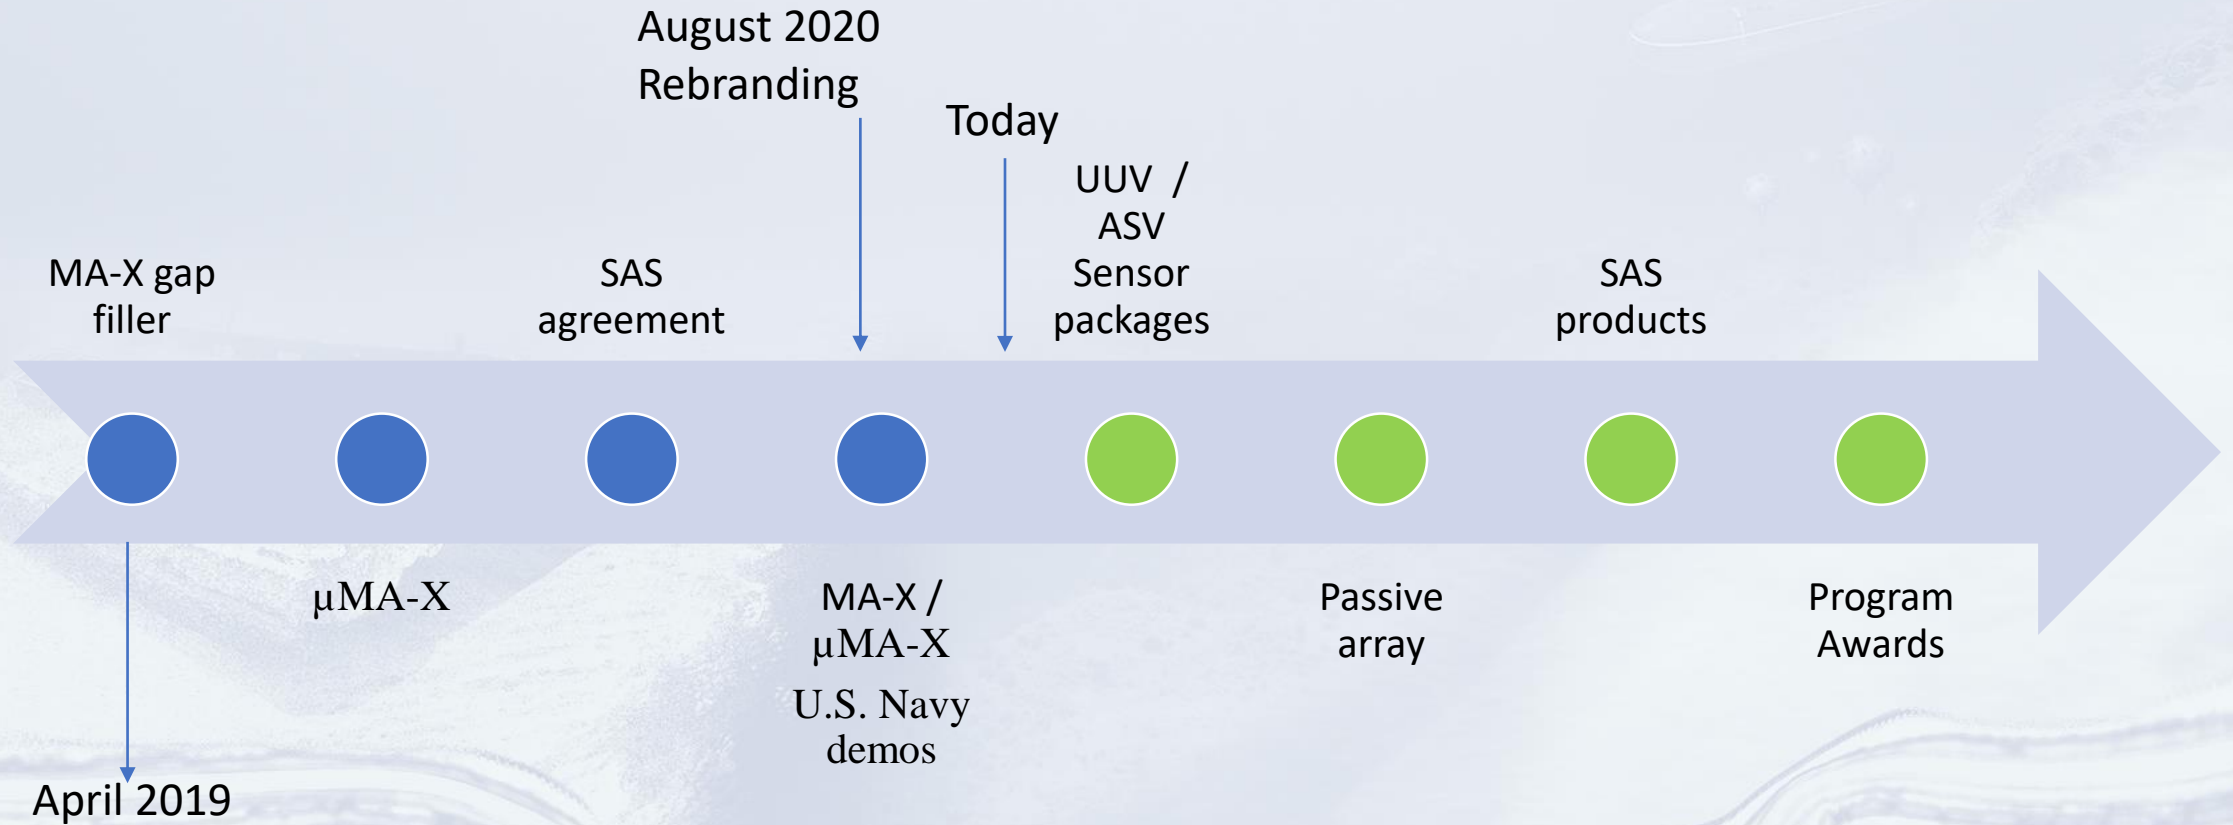 August 2020
Rebranding
Today
UUV /
ASV
Sensor
packages
MA-X gap
filler
SAS
agreement
SAS
products
µMA-X
MA-X /
µMA-X
U.S. Navy
demos
Passive
array
Program
Awards
April 2019